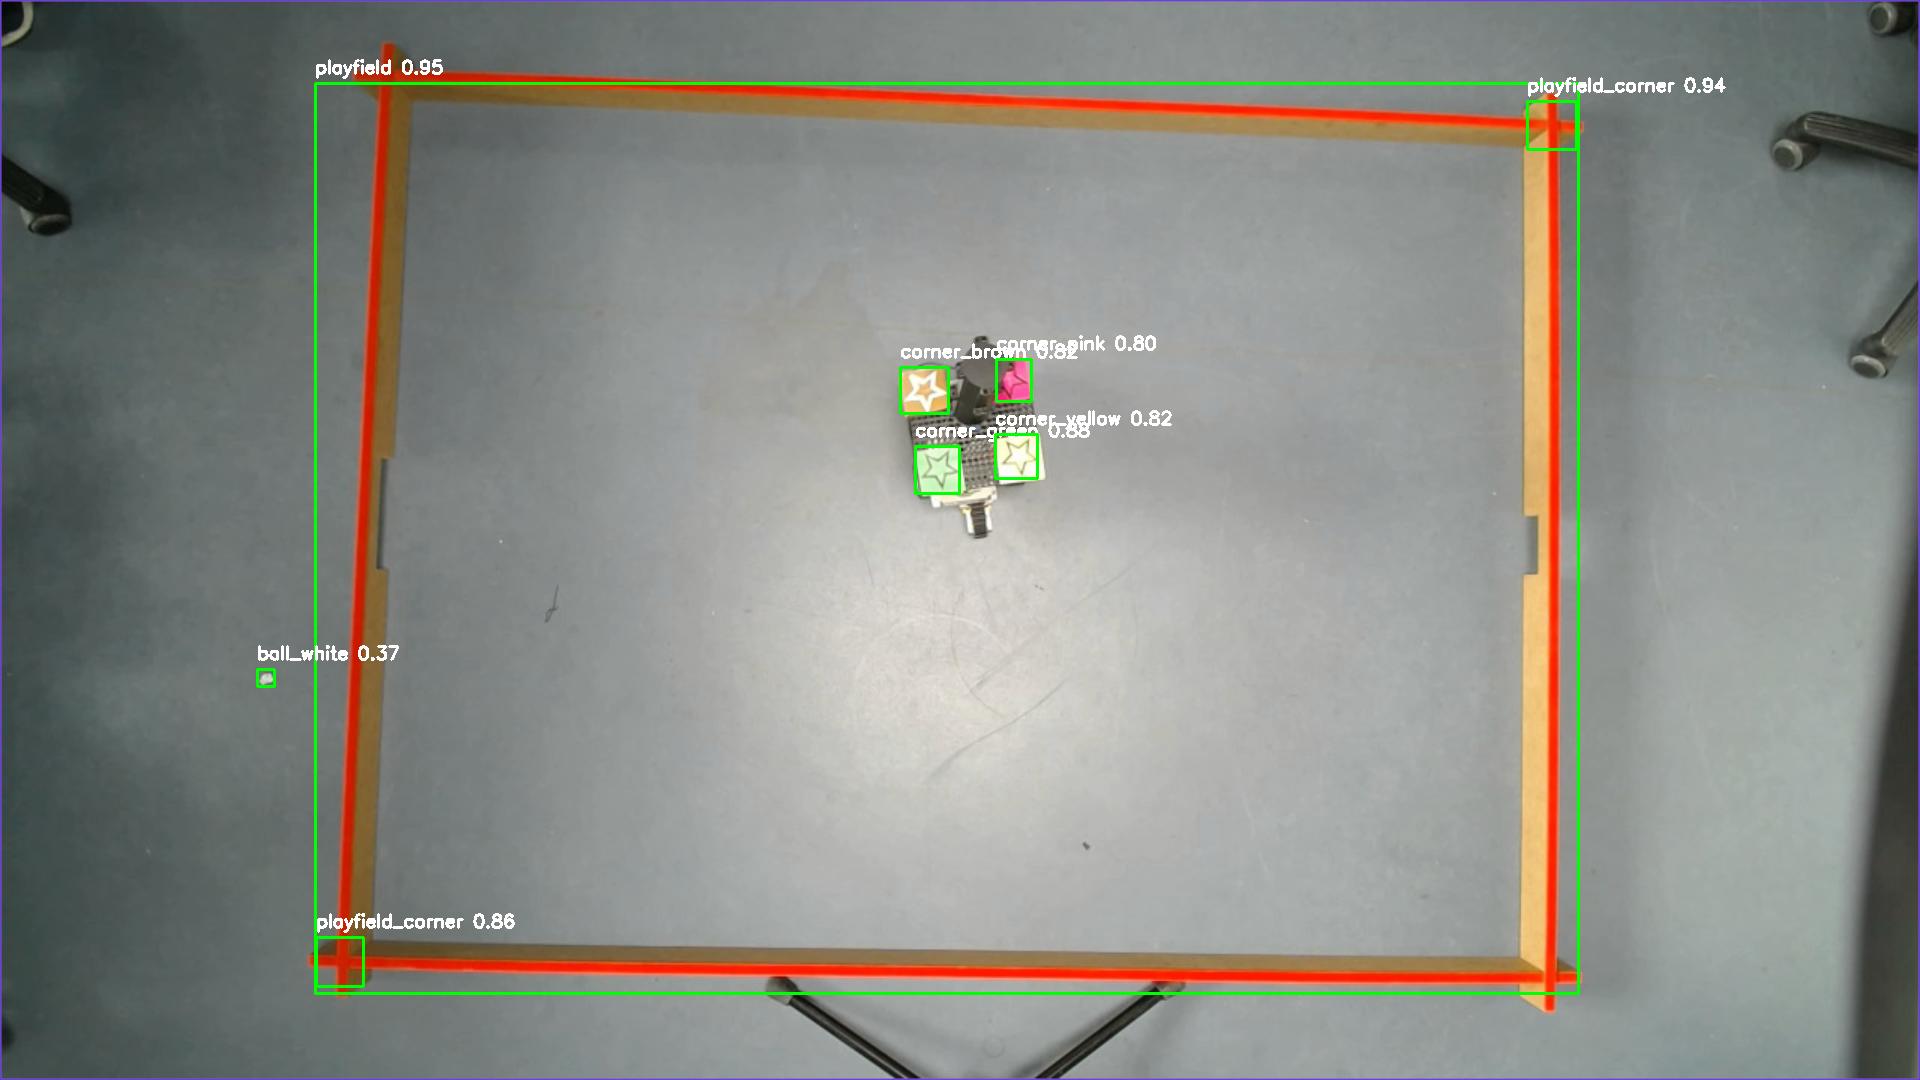 playfield 0.95
playfield_corner 0.94
corner_pink 0.80
corner_brown 0.82
corner_yellow 0.82
corner_green 0.88
ball_white 0.37
playfield_corner 0.86